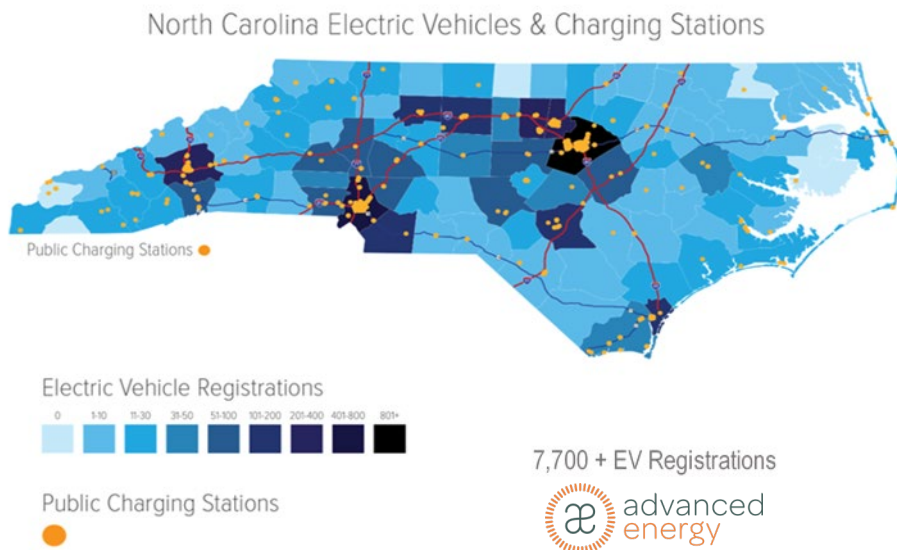 North Carolina Electric Vehicles & Charging Stations
Public Charging Stations
Electric Vehicle Registrations
0 1-10 11-30 31-50 51-100 101-200 201-400 401-800 801+
7,700 + EV Registrations
Public Charging Stations
æ advanced
energy